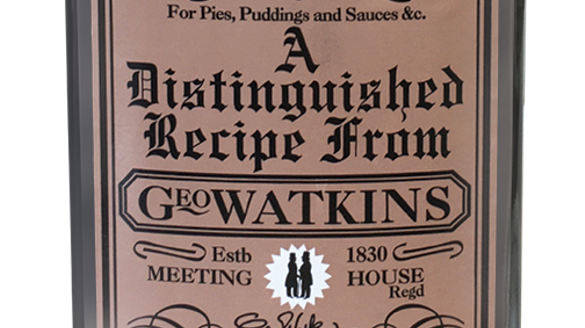 For Pies, Puddings and Sauces &c.
A
Distinguished
Recipe From
GEO WATKINS
Estb 1830
MEETING HOUSE
Regd